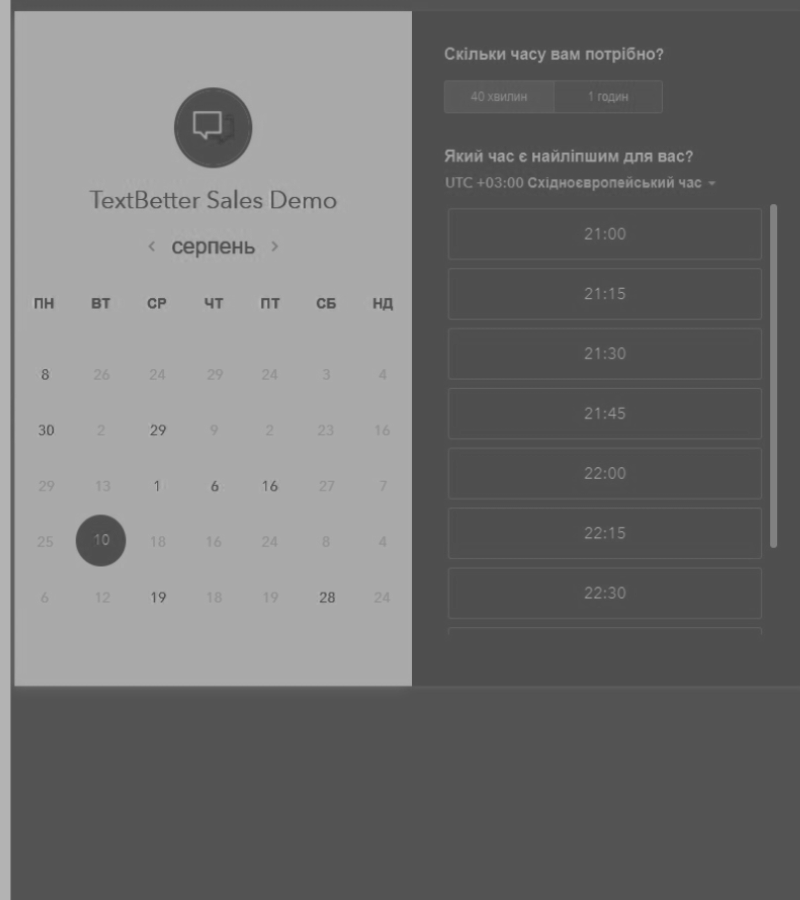 TextBetter Sales Demo
серпень
ПН ВТ СР ЧТ ПТ СБ НД
8 26 24 29 24 3 4
30 2 29 9 2 23 16
29 13 1 6 16 27 7
25 10 18 16 24 8 4
6 12 19 18 19 28 24
Скільки часу вам потрібно?
40 хвилин 1 годин
Який час є найліпшим для вас?
UTC +03:00 Східноєвропейський час
21:00
21:15
21:30
21:45
22:00
22:15
22:30